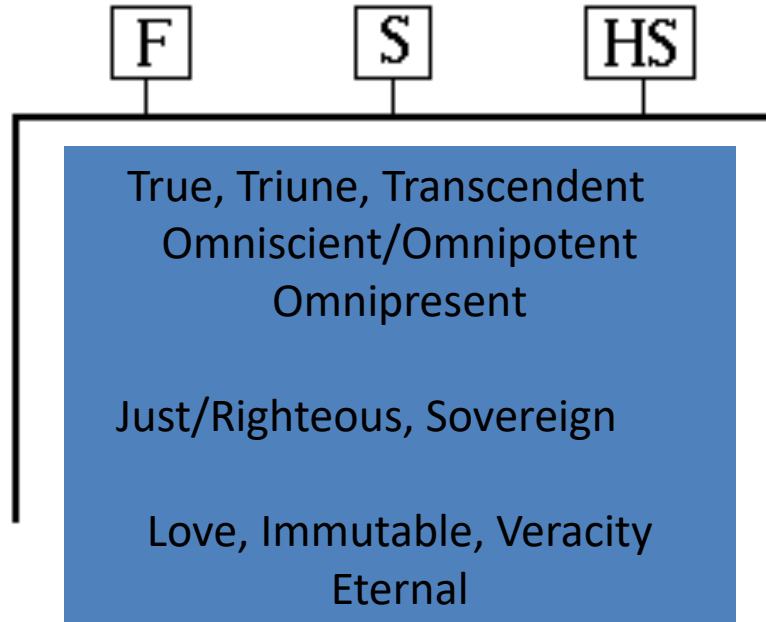 F S HS
True, Triune, Transcendent
Omniscient/Omnipotent
Omnipresent
Just/Righteous, Sovereign
Love, Immutable, Veracity
Eternal